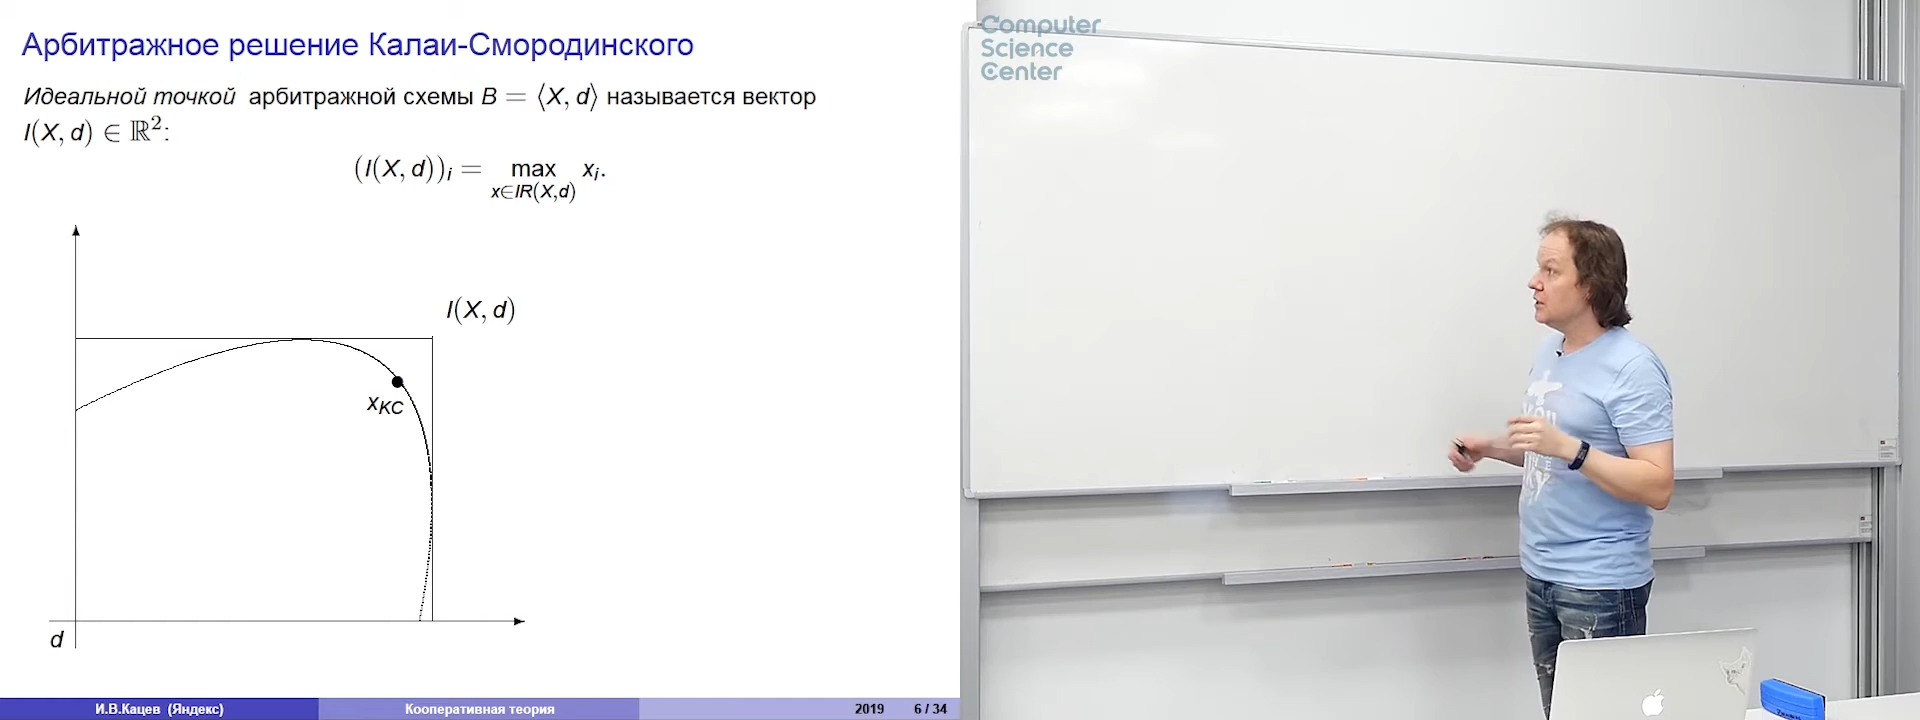 Арбитражное решение Калаи-Смородинского
Идеальной точкой арбитражной схемы B = ⟨X, d⟩ называется вектор
I(X, d) ∈ ℝ²:
(I(X, d))ᵢ = max xᵢ.
x∈IR(X,d)
I(X, d)
x_KC
d
И.В.Кацев (Яндекс)
Кооперативная теория
2019
6 / 34
Computer
Science
Center